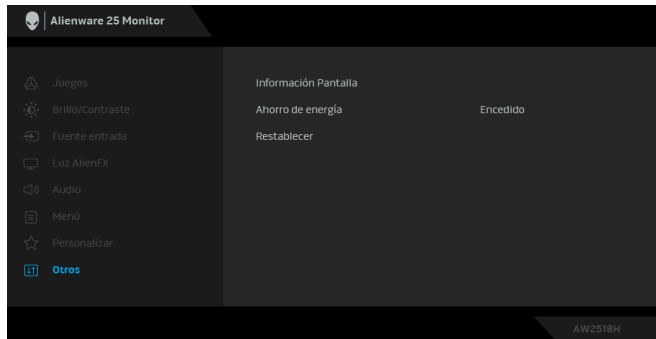 Alienware 25 Monitor
Juegos
Información Pantalla
Brillo/Contraste
Ahorro de energía Encedido
Fuente entrada
Restablecer
Luz AlienFX
Audio
Menú
Personalizar
Otros
AW2518H